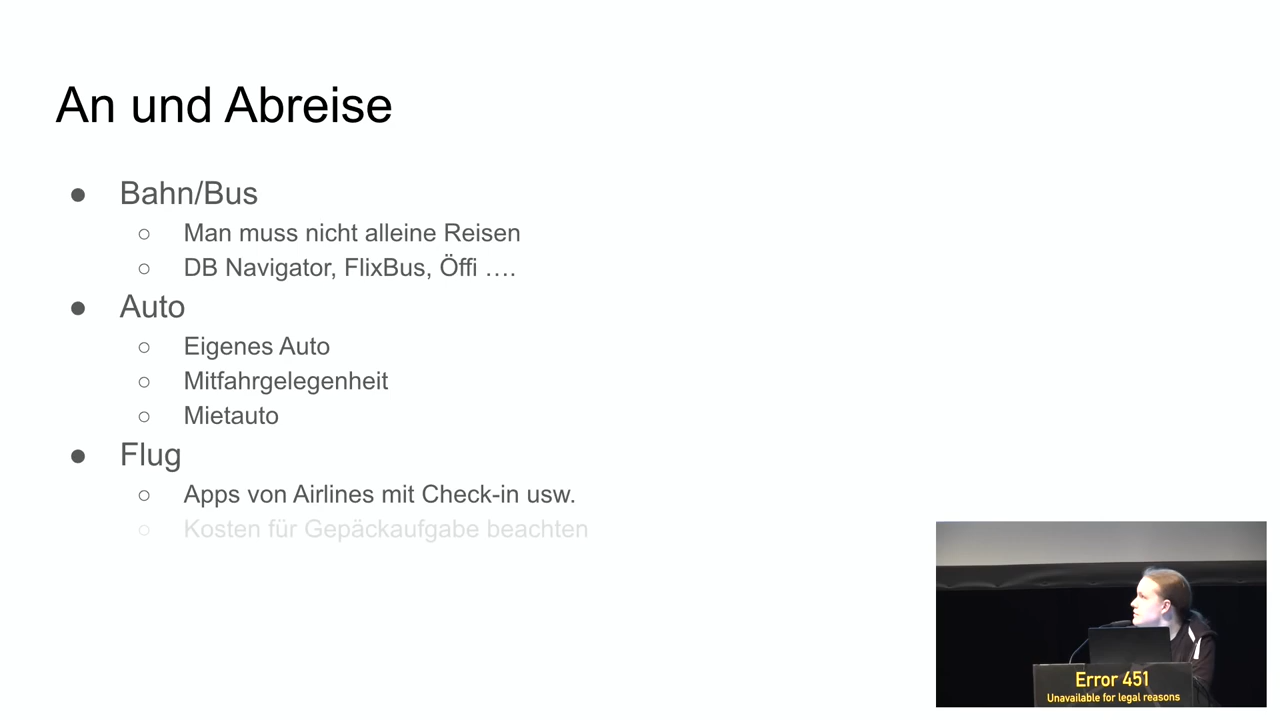 An und Abreise
● Bahn/Bus
○ Man muss nicht alleine Reisen
○ DB Navigator, FlixBus, Öffi ….
● Auto
○ Eigenes Auto
○ Mitfahrgelegenheit
○ Mietauto
● Flug
○ Apps von Airlines mit Check-in usw.
○ Kosten für Gepäckaufgabe beachten
Error 451
Unavailable for legal reasons